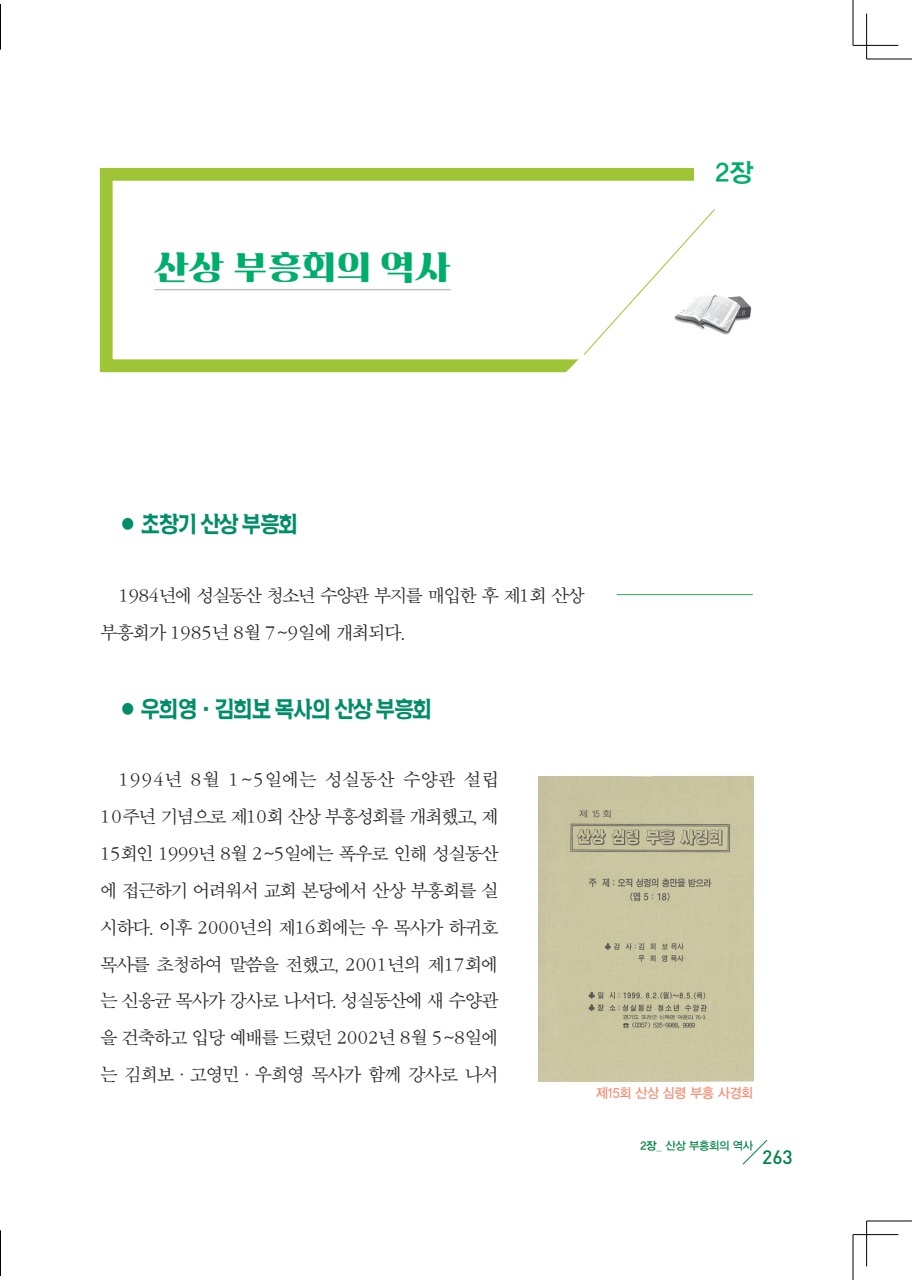 2장
산상 부흥회의 역사
● 초창기 산상 부흥회
1984년에 성실동산 청소년 수양관 부지를 매입한 후 제1회 산상
부흥회가 1985년 8월 7~9일에 개최되다.
● 우희영·김희보 목사의 산상 부흥회
1994년 8월 1~5일에는 성실동산 수양관 설립
10주년 기념으로 제10회 산상 부흥성회를 개최했고, 제
15회인 1999년 8월 2~5일에는 폭우로 인해 성실동산
에 접근하기 어려워서 교회 본당에서 산상 부흥회를 실
시하다. 이후 2000년의 제16회에는 우 목사가 하귀호
목사를 초청하여 말씀을 전했고, 2001년의 제17회에
는 신웅균 목사가 강사로 나서다. 성실동산에 새 수양관
을 건축하고 입당 예배를 드렸던 2002년 8월 5~8일에
는 김희보·고영민·우희영 목사가 함께 강사로 나서
제 15 회
산상 심령 부흥 사경회
주 제 : 오직 성령의 충만을 받으라
(엡 5 : 18)
♣ 강 사 : 김 희 보 목사
우 희 영 목사
♣ 일 시 : 1999. 8.2.(월)~8.5.(목)
♣ 장 소 : 성실동산 청소년 수양관
경기도 포천군 신북면 덕둔리 70-3
☎ (0357) 535-9988, 9989
제15회 산상 심령 부흥 사경회
2장_ 산상 부흥회의 역사
263